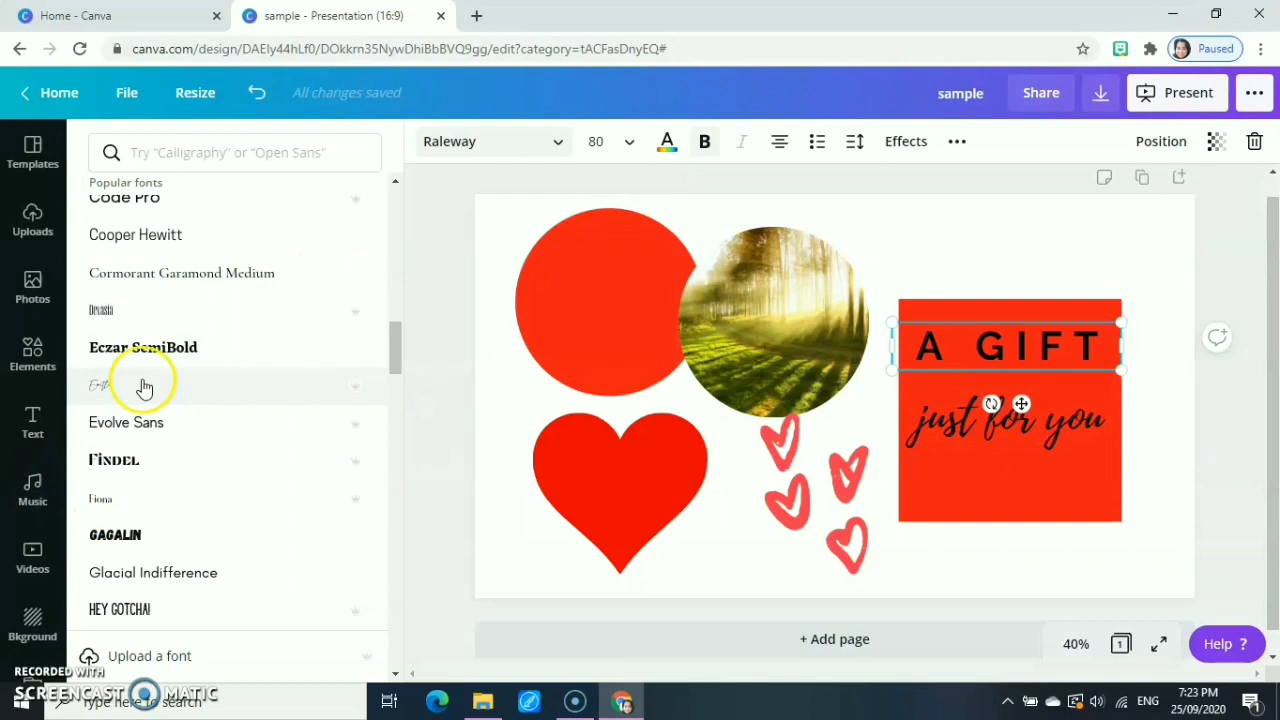 Home - Canva
sample - Presentation (16:9)
canva.com/design/DAEly44hLf0/DOkkrn35NywDhiBbBVQ9gg/edit?category=tACFasDnyEQ#
Paused
Home
File
Resize
All changes saved
sample
Share
Present
Templates
Uploads
Photos
Elements
Text
Music
Videos
Bkground
Try "Calligraphy" or "Open Sans"
Popular fonts
Code Pro
Cooper Hewitt
Cormorant Garamond Medium
Eczar SemiBold
Evolve Sans
FINDEL
Fiona
GAGALIN
Glacial Indifference
HEY GOTCHA!
Upload a font
Raleway
80
A
B
I
Effects
Position
A GIFT
just for you
+ Add page
40%
1
Help ?
RECORDED WITH
SCREENCAST MATIC
Type here to search
ENG
7:23 PM
25/09/2020
1